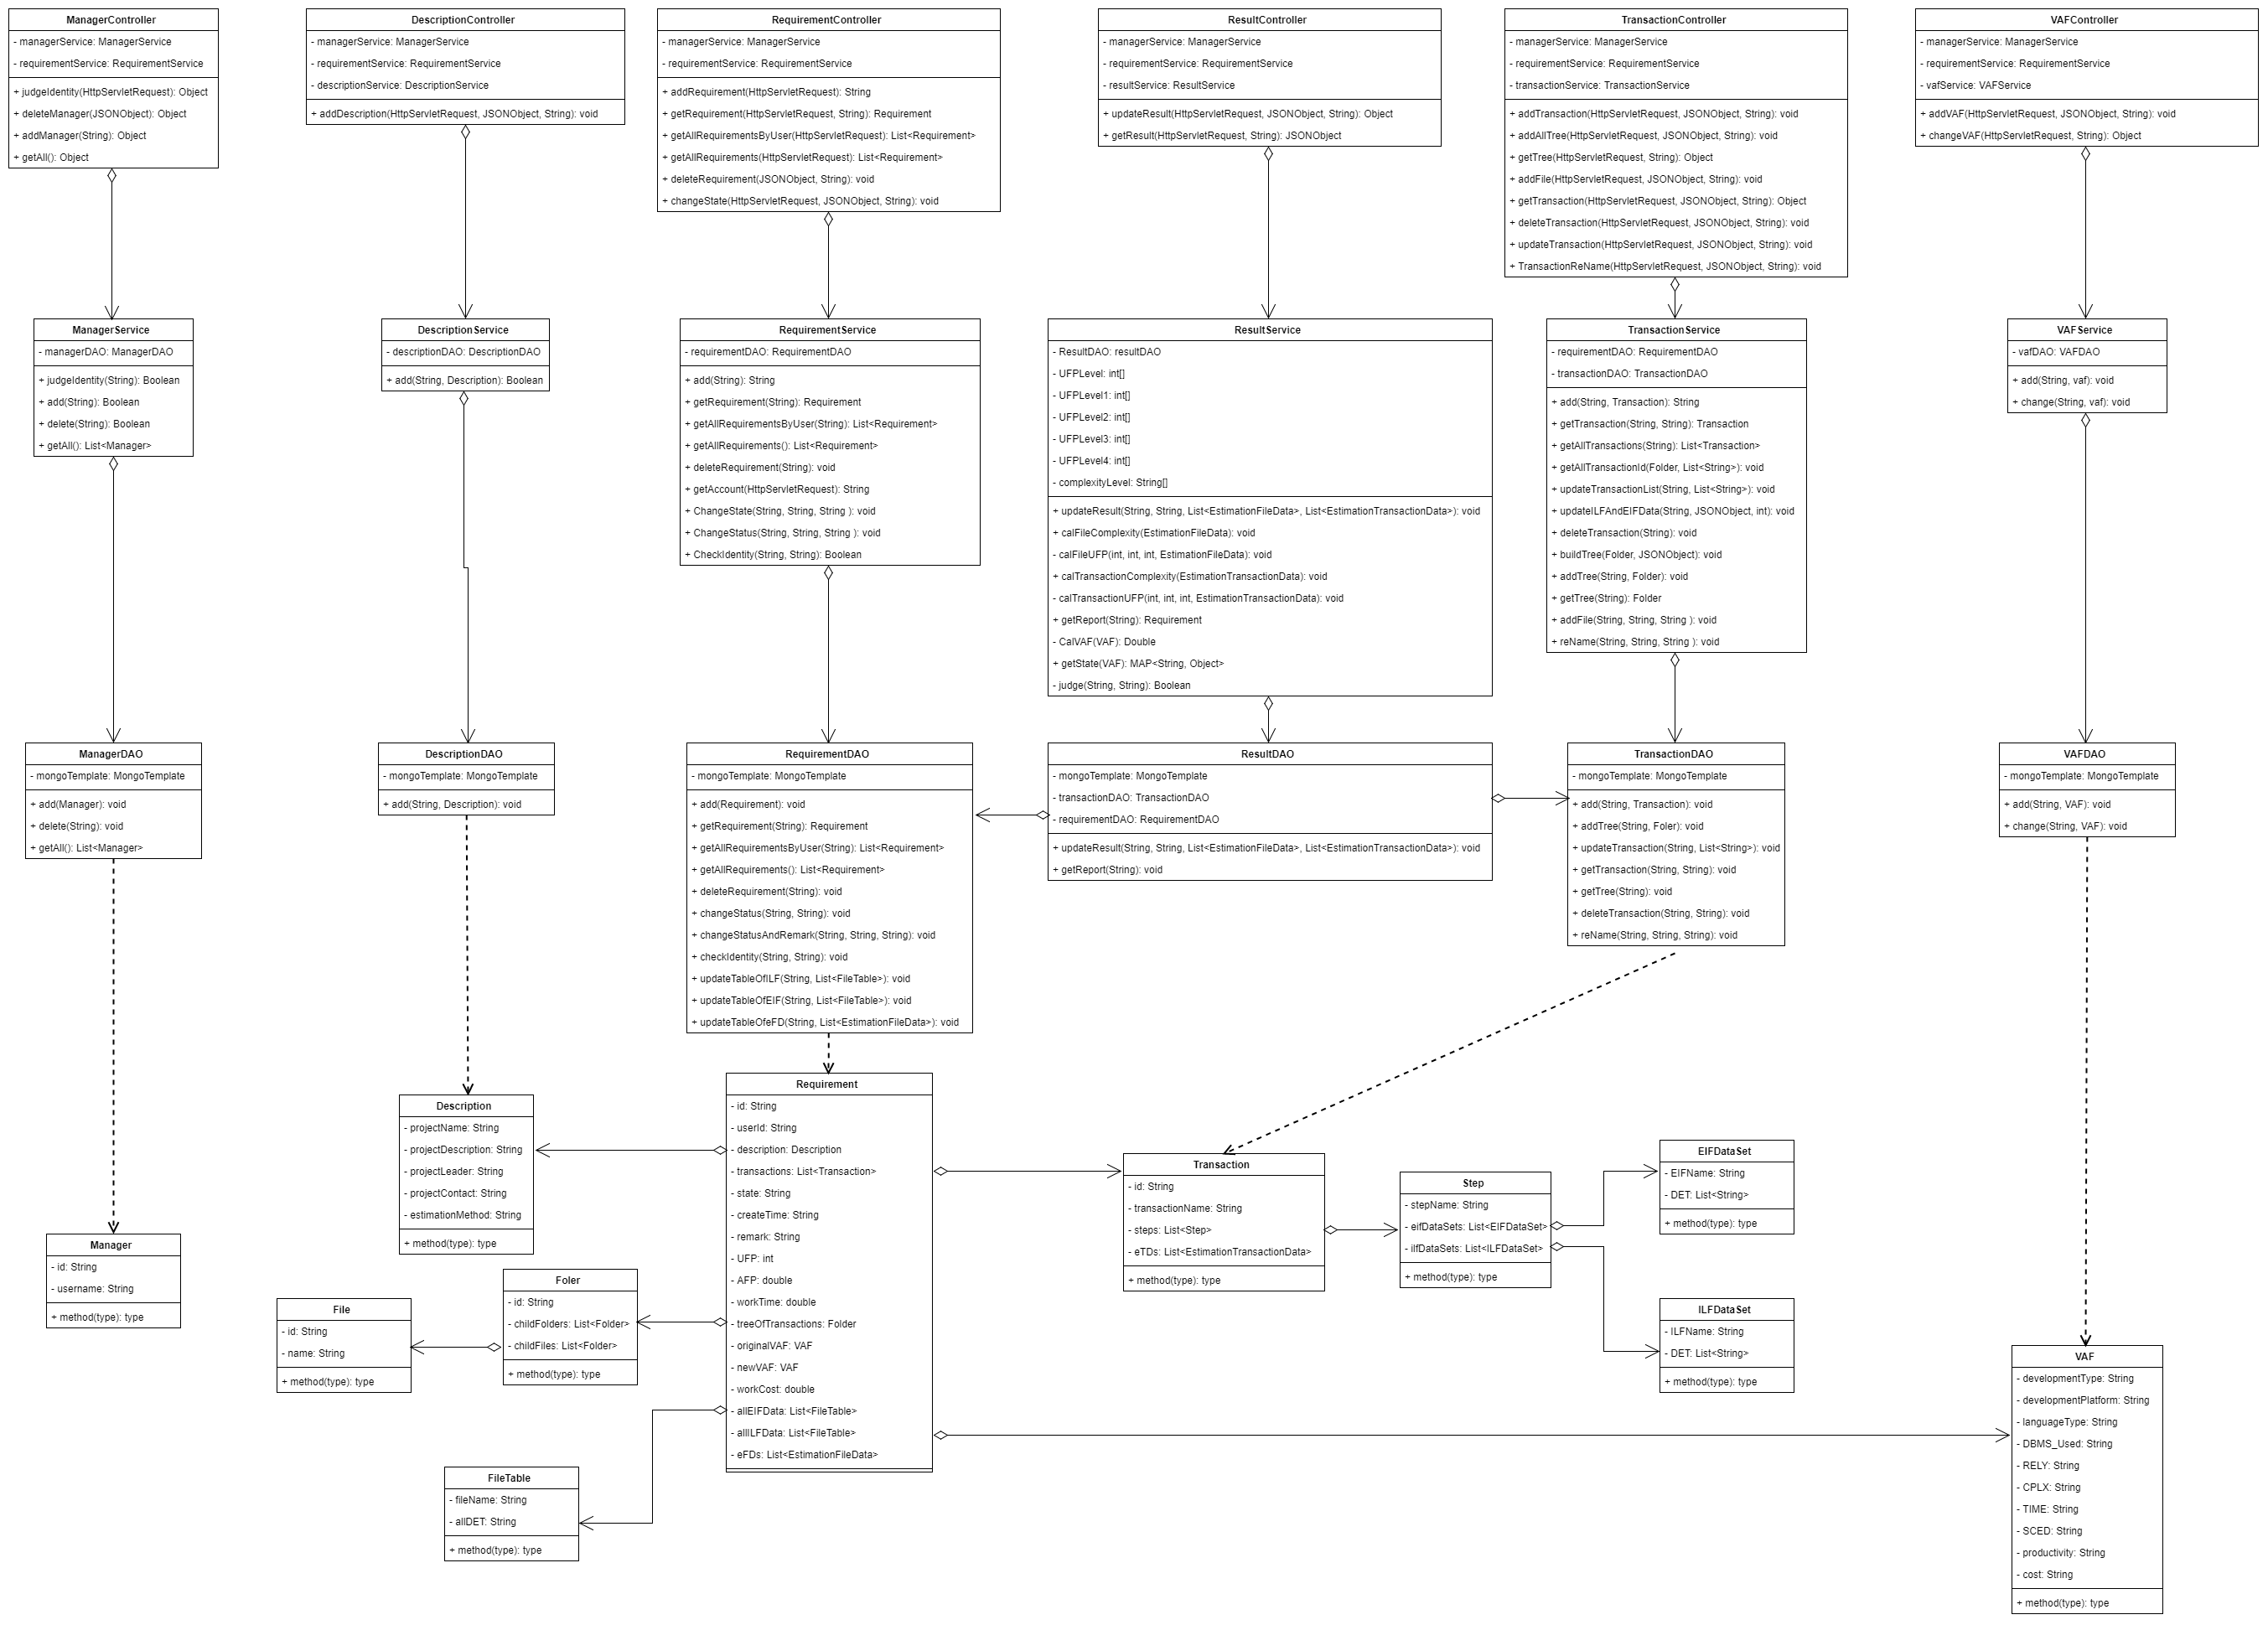 ManagerController
- managerService: ManagerService
- requirementService: RequirementService
+ judgeIdentity(HttpServletRequest): Object
+ deleteManager(JSONObject): Object
+ addManager(String): Object
+ getAll(): Object
DescriptionController
- managerService: ManagerService
- requirementService: RequirementService
- descriptionService: DescriptionService
+ addDescription(HttpServletRequest, JSONObject, String): void
RequirementController
- managerService: ManagerService
- requirementService: RequirementService
+ addRequirement(HttpServletRequest): String
+ getRequirement(HttpServletRequest, String): Requirement
+ getAllRequirementsByUser(HttpServletRequest): List<Requirement>
+ getAllRequirements(HttpServletRequest): List<Requirement>
+ deleteRequirement(JSONObject, String): void
+ changeState(HttpServletRequest, JSONObject, String): void
ResultController
- managerService: ManagerService
- requirementService: RequirementService
- resultService: ResultService
+ updateResult(HttpServletRequest, JSONObject, String): Object
+ getResult(HttpServletRequest, String): JSONObject
TransactionController
- managerService: ManagerService
- requirementService: RequirementService
- transactionService: TransactionService
+ addTransaction(HttpServletRequest, JSONObject, String): void
+ addAllTree(HttpServletRequest, JSONObject, String): void
+ getTree(HttpServletRequest, String): Object
+ addFile(HttpServletRequest, JSONObject, String): void
+ getTransaction(HttpServletRequest, JSONObject, String): Object
+ deleteTransaction(HttpServletRequest, JSONObject, String): void
+ updateTransaction(HttpServletRequest, JSONObject, String): void
+ TransactionReName(HttpServletRequest, JSONObject, String): void
VAFController
- managerService: ManagerService
- requirementService: RequirementService
- vafService: VAFService
+ addVAF(HttpServletRequest, JSONObject, String): void
+ changeVAF(HttpServletRequest, String): Object
ManagerService
- managerDAO: ManagerDAO
+ judgeIdentity(String): Boolean
+ add(String): Boolean
+ delete(String): Boolean
+ getAll(): List<Manager>
DescriptionService
- descriptionDAO: DescriptionDAO
+ add(String, Description): Boolean
RequirementService
- requirementDAO: RequirementDAO
+ add(String): String
+ getRequirement(String): Requirement
+ getAllRequirementsByUser(String): List<Requirement>
+ getAllRequirements(): List<Requirement>
+ deleteRequirement(String): void
+ getAccount(HttpServletRequest): String
+ ChangeState(String, String, String ): void
+ ChangeStatus(String, String, String ): void
+ CheckIdentity(String, String): Boolean
ResultService
- ResultDAO: resultDAO
- UFPLevel: int[]
- UFPLevel1: int[]
- UFPLevel2: int[]
- UFPLevel3: int[]
- UFPLevel4: int[]
- complexityLevel: String[]
+ updateResult(String, String, List<EstimationFileData>, List<EstimationTransactionData>): void
+ calFileComplexity(EstimationFileData): void
- calFileUFP(int, int, int, EstimationFileData): void
+ calTransactionComplexity(EstimationTransactionData): void
- calTransactionUFP(int, int, int, EstimationTransactionData): void
+ getReport(String): Requirement
- CalVAF(VAF): Double
+ getState(VAF): MAP<String, Object>
- judge(String, String): Boolean
TransactionService
- requirementDAO: RequirementDAO
- transactionDAO: TransactionDAO
+ add(String, Transaction): String
+ getTransaction(String, String): Transaction
+ getAllTransactions(String): List<Transaction>
+ getAllTransactionId(Folder, List<String>): void
+ updateTransactionList(String, List<String>): void
+ updateILFAndEIFData(String, JSONObject, int): void
+ deleteTransaction(String): void
+ buildTree(Folder, JSONObject): void
+ addTree(String, Folder): void
+ getTree(String): Folder
+ addFile(String, String, String ): void
+ reName(String, String, String ): void
VAFService
- vafDAO: VAFDAO
+ add(String, vaf): void
+ change(String, vaf): void
ManagerDAO
- mongoTemplate: MongoTemplate
+ add(Manager): void
+ delete(String): void
+ getAll(): List<Manager>
DescriptionDAO
- mongoTemplate: MongoTemplate
+ add(String, Description): void
RequirementDAO
- mongoTemplate: MongoTemplate
+ add(Requirement): void
+ getRequirement(String): Requirement
+ getAllRequirementsByUser(String): List<Requirement>
+ getAllRequirements(): List<Requirement>
+ deleteRequirement(String): void
+ changeStatus(String, String): void
+ changeStatusAndRemark(String, String, String): void
+ checkIdentity(String, String): void
+ updateTableOfILF(String, List<FileTable>): void
+ updateTableOfEIF(String, List<FileTable>): void
+ updateTableOfeFD(String, List<EstimationFileData>): void
ResultDAO
- mongoTemplate: MongoTemplate
- transactionDAO: TransactionDAO
- requirementDAO: RequirementDAO
+ updateResult(String, String, List<EstimationFileData>, List<EstimationTransactionData>): void
+ getReport(String): void
TransactionDAO
- mongoTemplate: MongoTemplate
+ add(String, Transaction): void
+ addTree(String, Foler): void
+ updateTransaction(String, List<String>): void
+ getTransaction(String, String): void
+ getTree(String): void
+ deleteTransaction(String, String): void
+ reName(String, String, String): void
VAFDAO
- mongoTemplate: MongoTemplate
+ add(String, VAF): void
+ change(String, VAF): void
Manager
- id: String
- username: String
+ method(type): type
Description
- projectName: String
- projectDescription: String
- projectLeader: String
- projectContact: String
- estimationMethod: String
+ method(type): type
File
- id: String
- name: String
+ method(type): type
Foler
- id: String
- childFolders: List<Folder>
- childFiles: List<Folder>
+ method(type): type
FileTable
- fileName: String
- allDET: String
+ method(type): type
Requirement
- id: String
- userId: String
- description: Description
- transactions: List<Transaction>
- state: String
- createTime: String
- remark: String
- UFP: int
- AFP: double
- workTime: double
- treeOfTransactions: Folder
- originalVAF: VAF
- newVAF: VAF
- workCost: double
- allEIFData: List<FileTable>
- allILFData: List<FileTable>
- eFDs: List<EstimationFileData>
Transaction
- id: String
- transactionName: String
- steps: List<Step>
- eTDs: List<EstimationTransactionData>
+ method(type): type
Step
- stepName: String
- eifDataSets: List<EIFDataSet>
- ilfDataSets: List<ILFDataSet>
+ method(type): type
EIFDataSet
- EIFName: String
- DET: List<String>
+ method(type): type
ILFDataSet
- ILFName: String
- DET: List<String>
+ method(type): type
VAF
- developmentType: String
- developmentPlatform: String
- languageType: String
- DBMS_Used: String
- RELY: String
- CPLX: String
- TIME: String
- SCED: String
- productivity: String
- cost: String
+ method(type): type